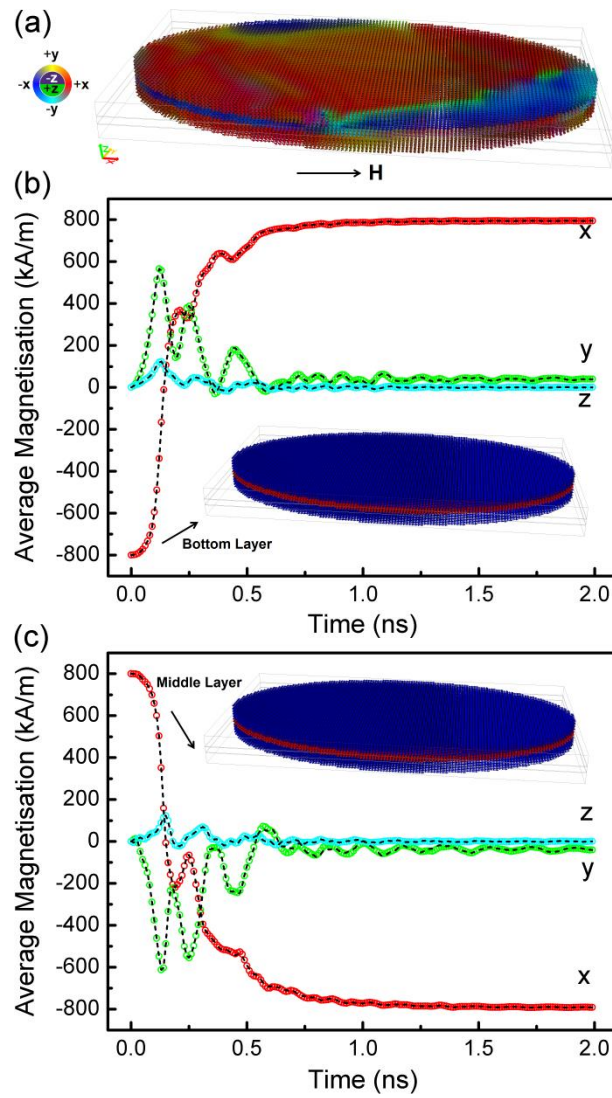 (a)
+y
-x -z +x
+z
-y
H
(b)
Average Magnetisation (kA/m)
800
600
400
200
0
-200
-400
-600
-800
x
y
z
Bottom Layer
0.0 0.5 1.0 1.5 2.0
Time (ns)
(c)
Average Magnetisation (kA/m)
800
600
400
200
0
-200
-400
-600
-800
Middle Layer
z
y
x
0.0 0.5 1.0 1.5 2.0
Time (ns)